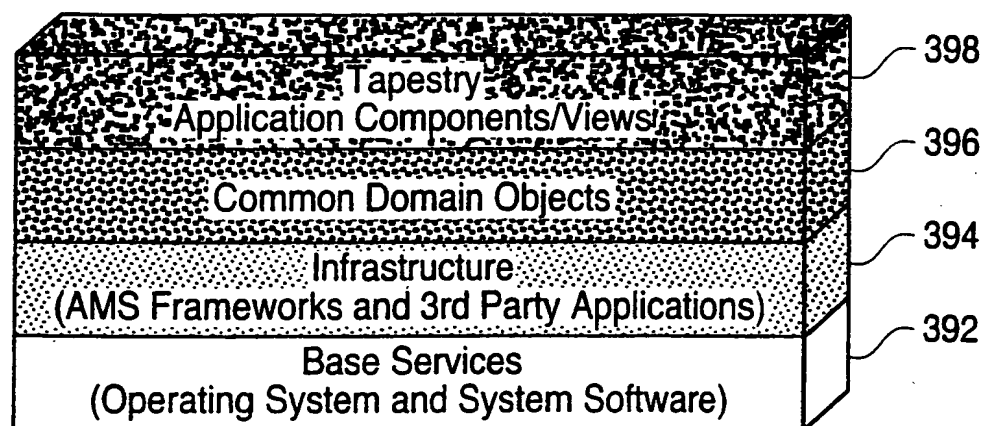 Tapestry
Application Components/Views
398
Common Domain Objects
396
Infrastructure
(AMS Frameworks and 3rd Party Applications)
394
Base Services
(Operating System and System Software)
392